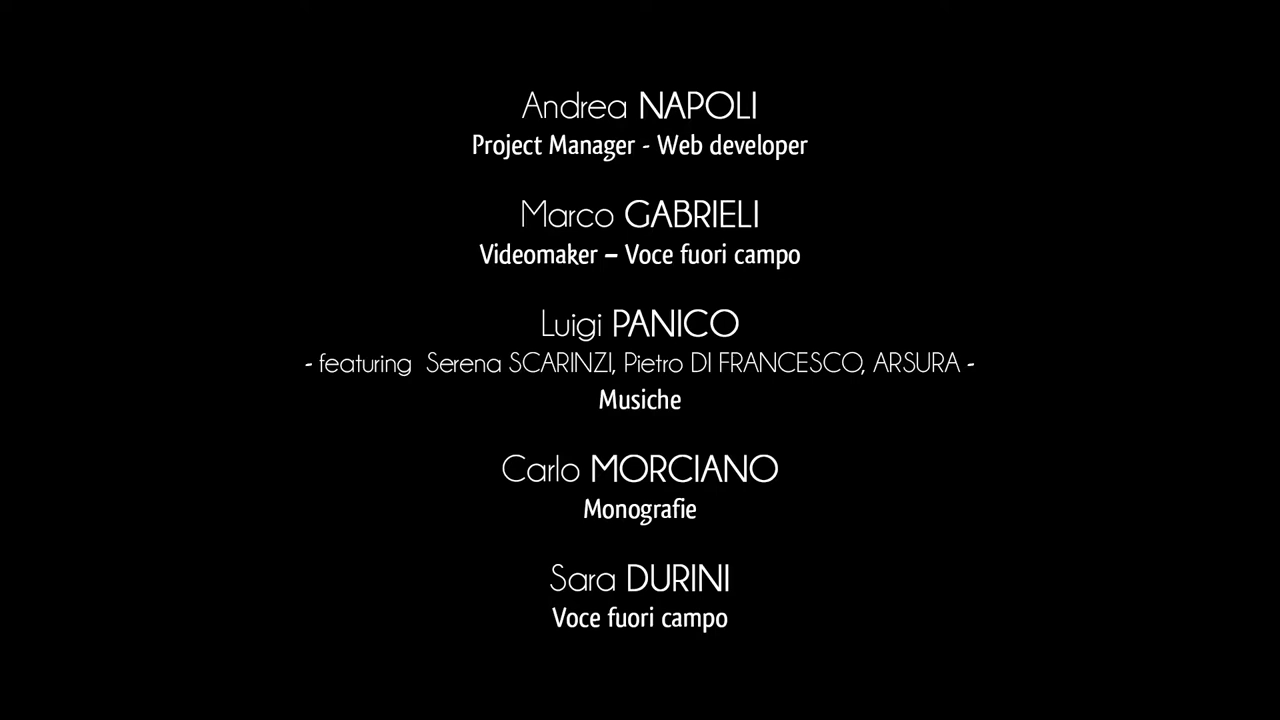 Andrea NAPOLI
Project Manager - Web developer
Marco GABRIELI
Videomaker – Voce fuori campo
Luigi PANICO
- featuring Serena SCARINZI, Pietro DI FRANCESCO, ARSURA -
Musiche
Carlo MORCIANO
Monografie
Sara DURINI
Voce fuori campo